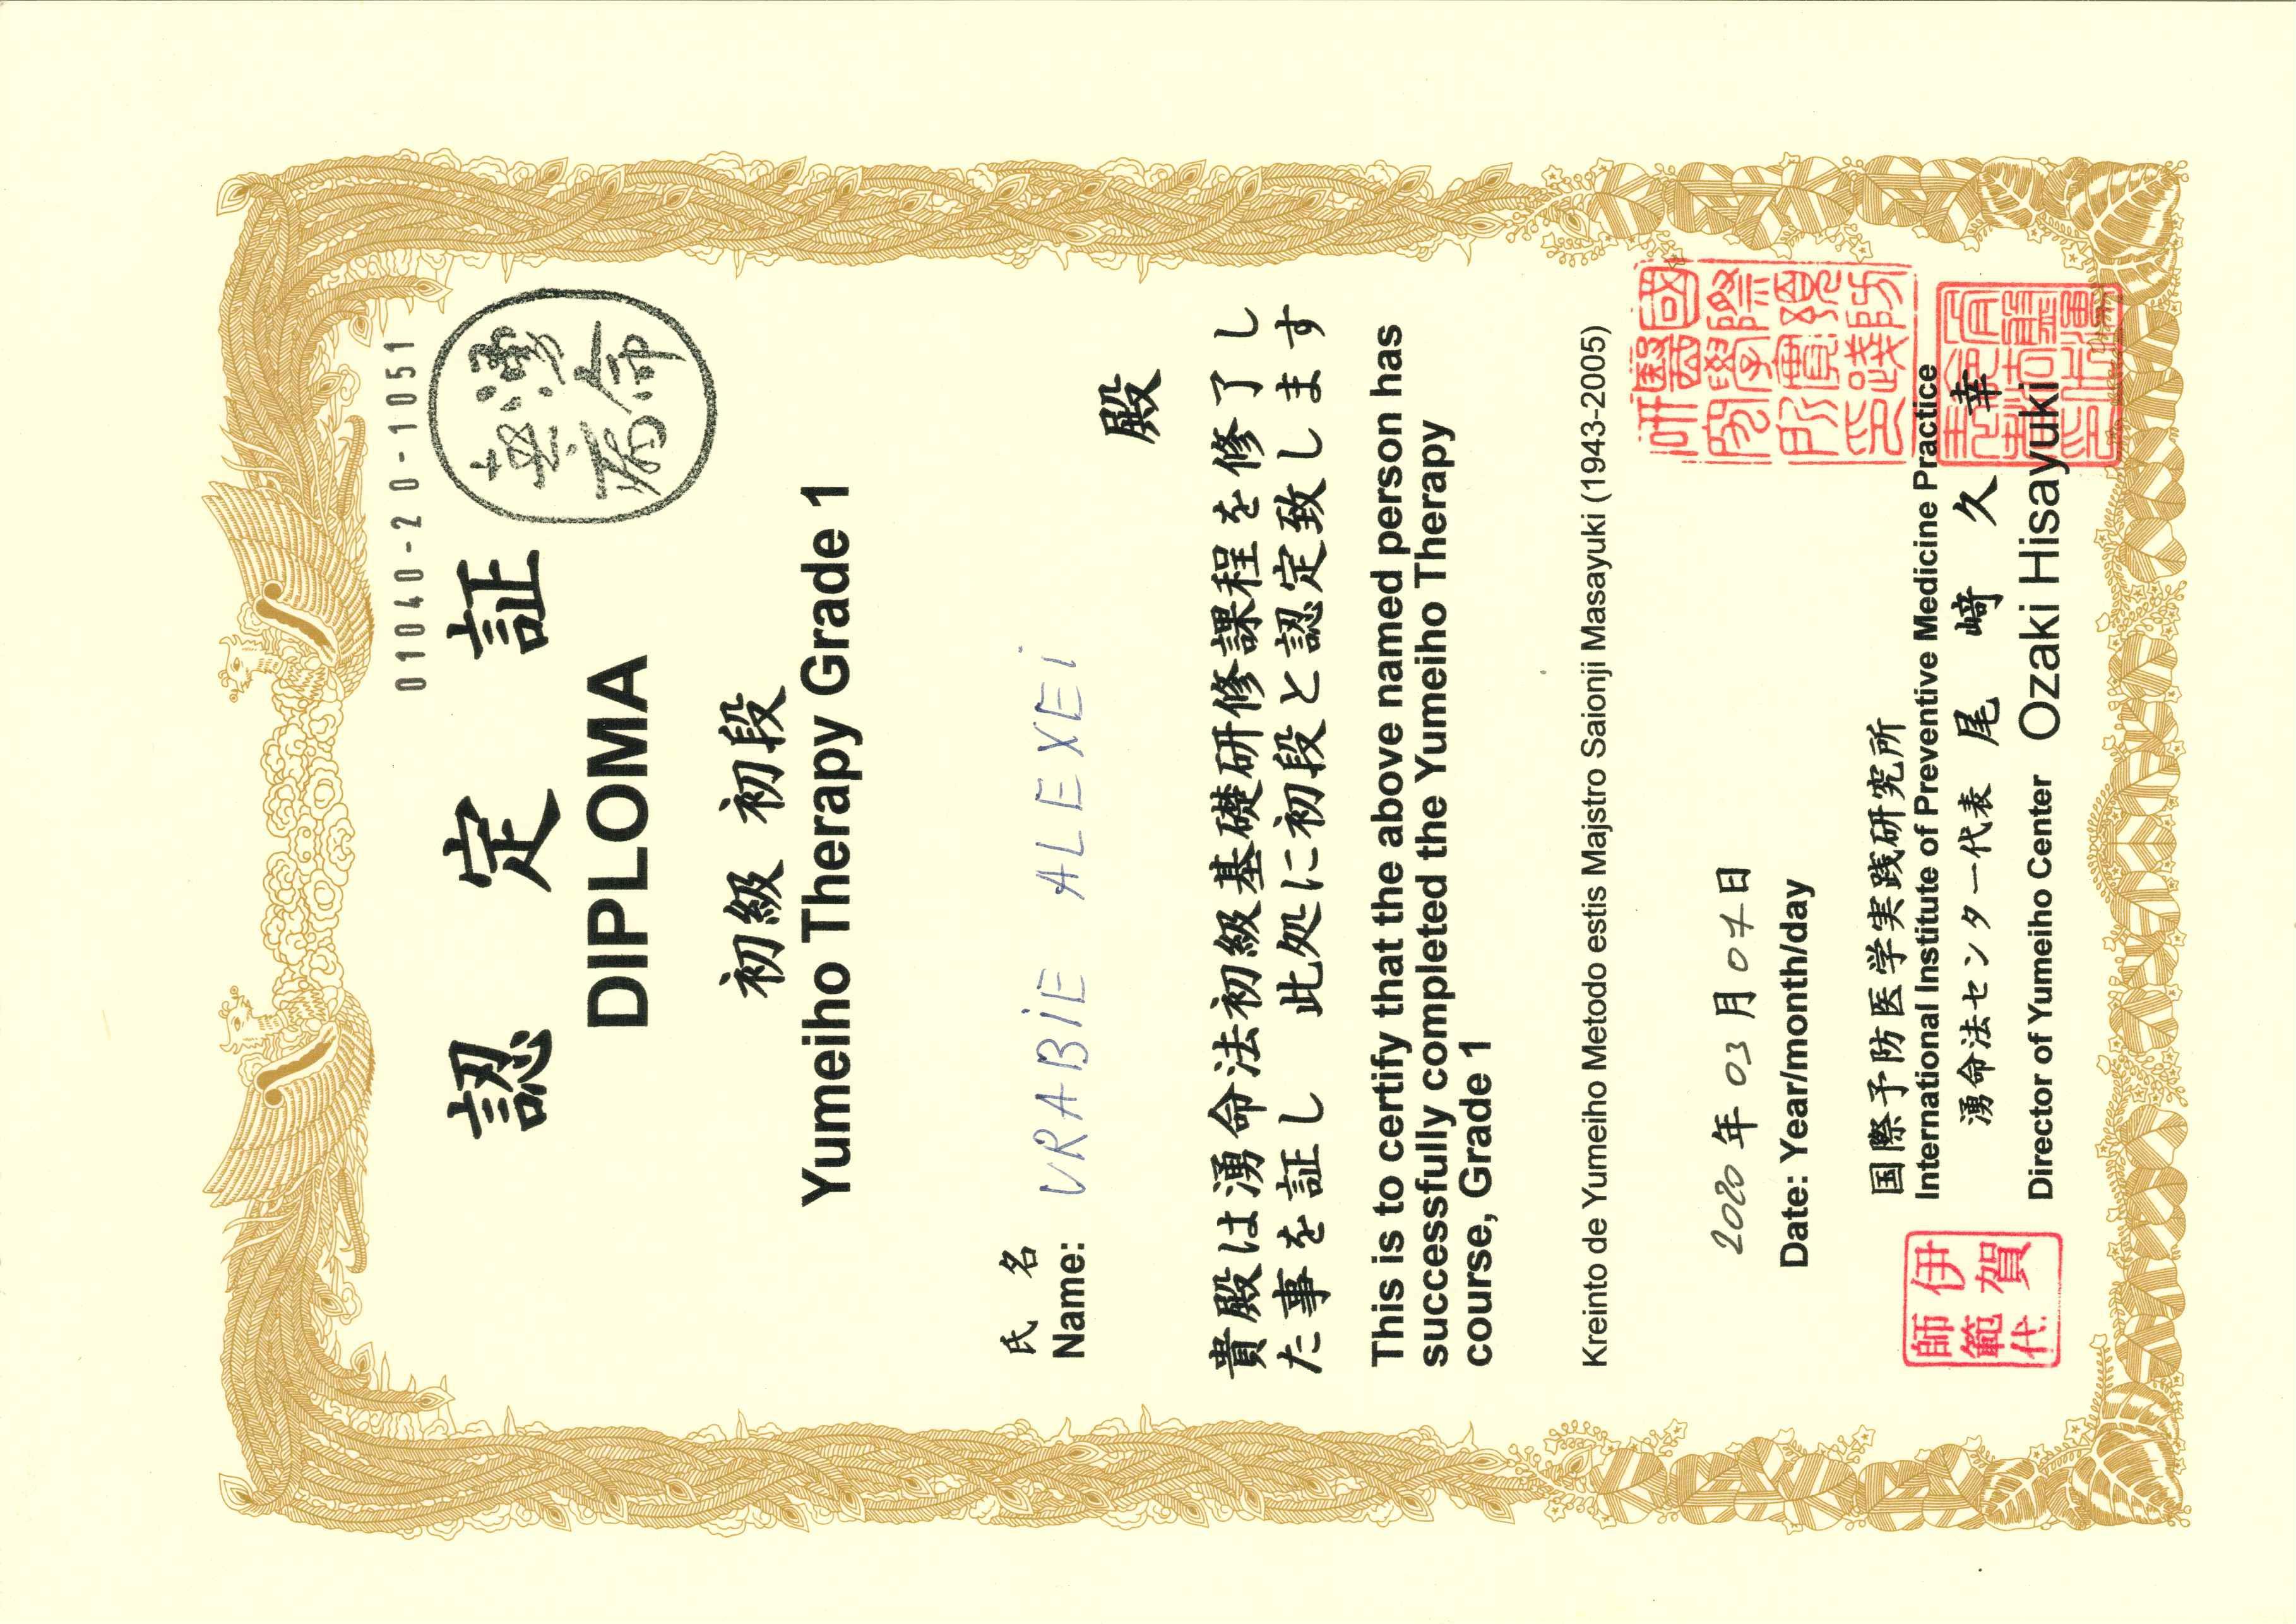 01040-20-1051
認定証
DIPLOMA
初級 初段
Yumeiho Therapy Grade 1
氏 名
Name: VRABiE ALEXEi
殿
貴殿は湧命法初級基礎研修課程を修了し
た事を証し 此処に初段と認定致します
This is to certify that the above named person has
successfully completed the Yumeiho Therapy
course, Grade 1
Kreinto de Yumeiho Metodo estis Majstro Saionji Masayuki (1943-2005)
2020年03月07日
Date: Year/month/day
国際予防医学実践研究所
International Institute of Preventive Medicine Practice
湧命法センター代表 尾 﨑 久 幸
Director of Yumeiho Center Ozaki Hisayuki
伊賀
師範代